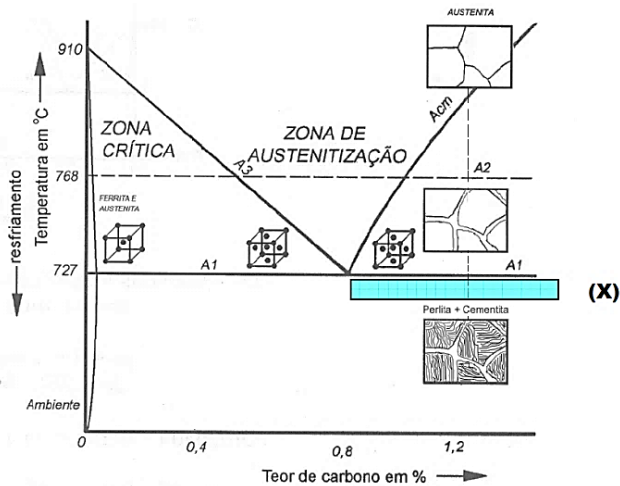 AUSTENITA
910
Acm
ZONA
CRÍTICA
ZONA DE
AUSTENITIZAÇÃO
A3
A2
768
FERRITA E
AUSTENITA
A1
A1
727
(X)
Perlita + Cementita
resfriamento
Temperatura em °C
Ambiente
0
0,4
0,8
1,2
Teor de carbono em %